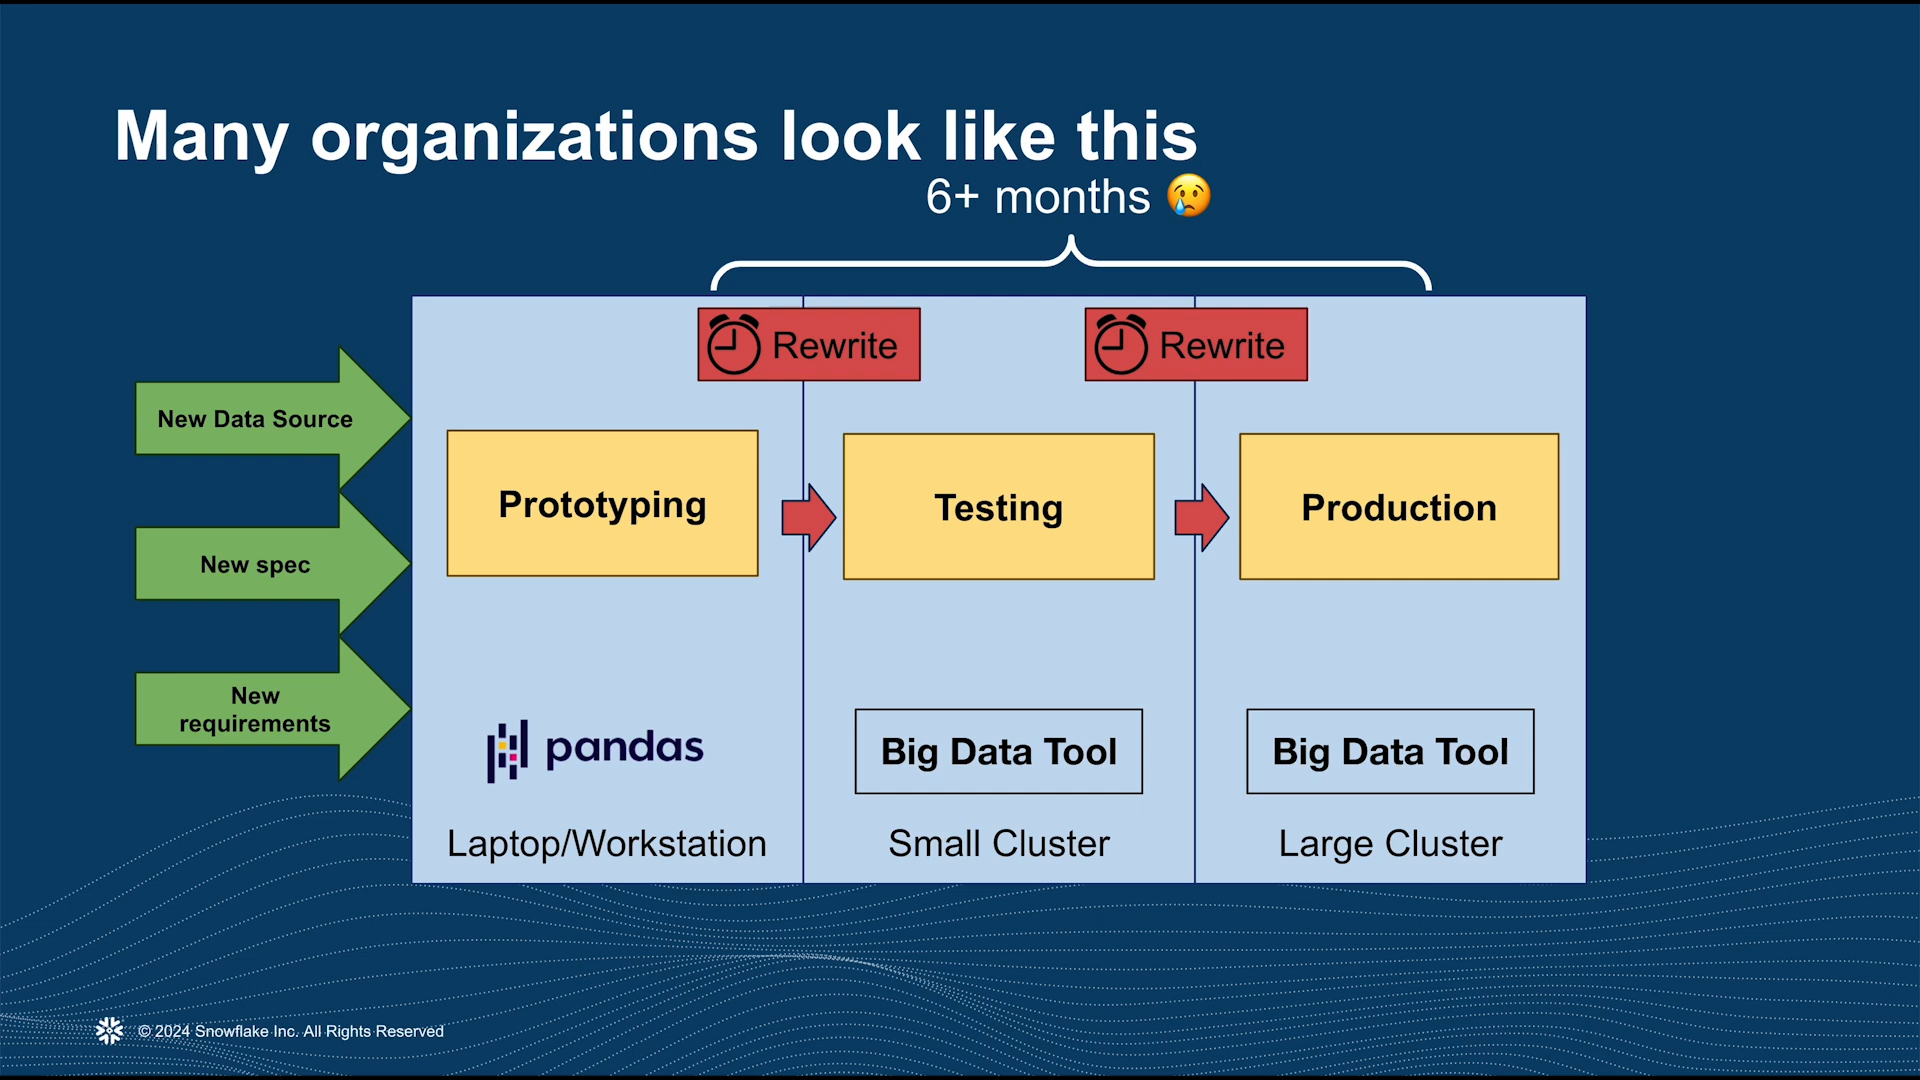 Many organizations look like this
6+ months 😢
Rewrite
Rewrite
New Data Source
New spec
New
requirements
Prototyping
Testing
Production
pandas
Big Data Tool
Big Data Tool
Laptop/Workstation
Small Cluster
Large Cluster
© 2024 Snowflake Inc. All Rights Reserved